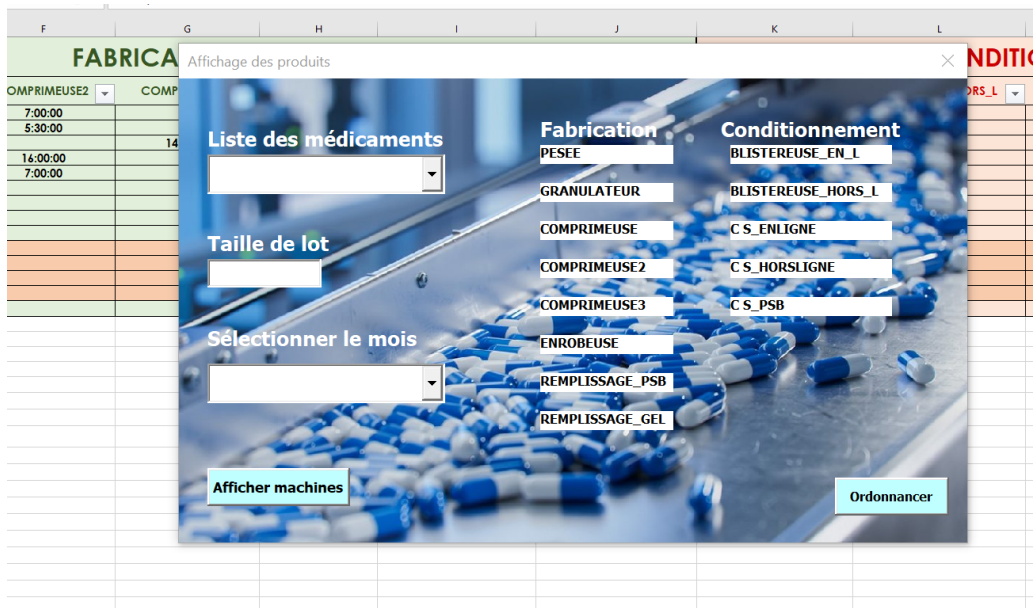 F G H I J K L
FABRICA
NDITI
OMPRIMEUSE2
COMP
ORS_L
7:00:00
5:30:00
14
16:00:00
7:00:00
Affichage des produits
Liste des médicaments
Taille de lot
Sélectionner le mois
Afficher machines
Fabrication
PESEE
GRANULATEUR
COMPRIMEUSE
COMPRIMEUSE2
COMPRIMEUSE3
ENROBEUSE
REMPLISSAGE_PSB
REMPLISSAGE_GEL
Conditionnement
BLISTEREUSE_EN_L
BLISTEREUSE_HORS_L
C S_ENLIGNE
C S_HORSLIGNE
C S_PSB
Ordonnancer